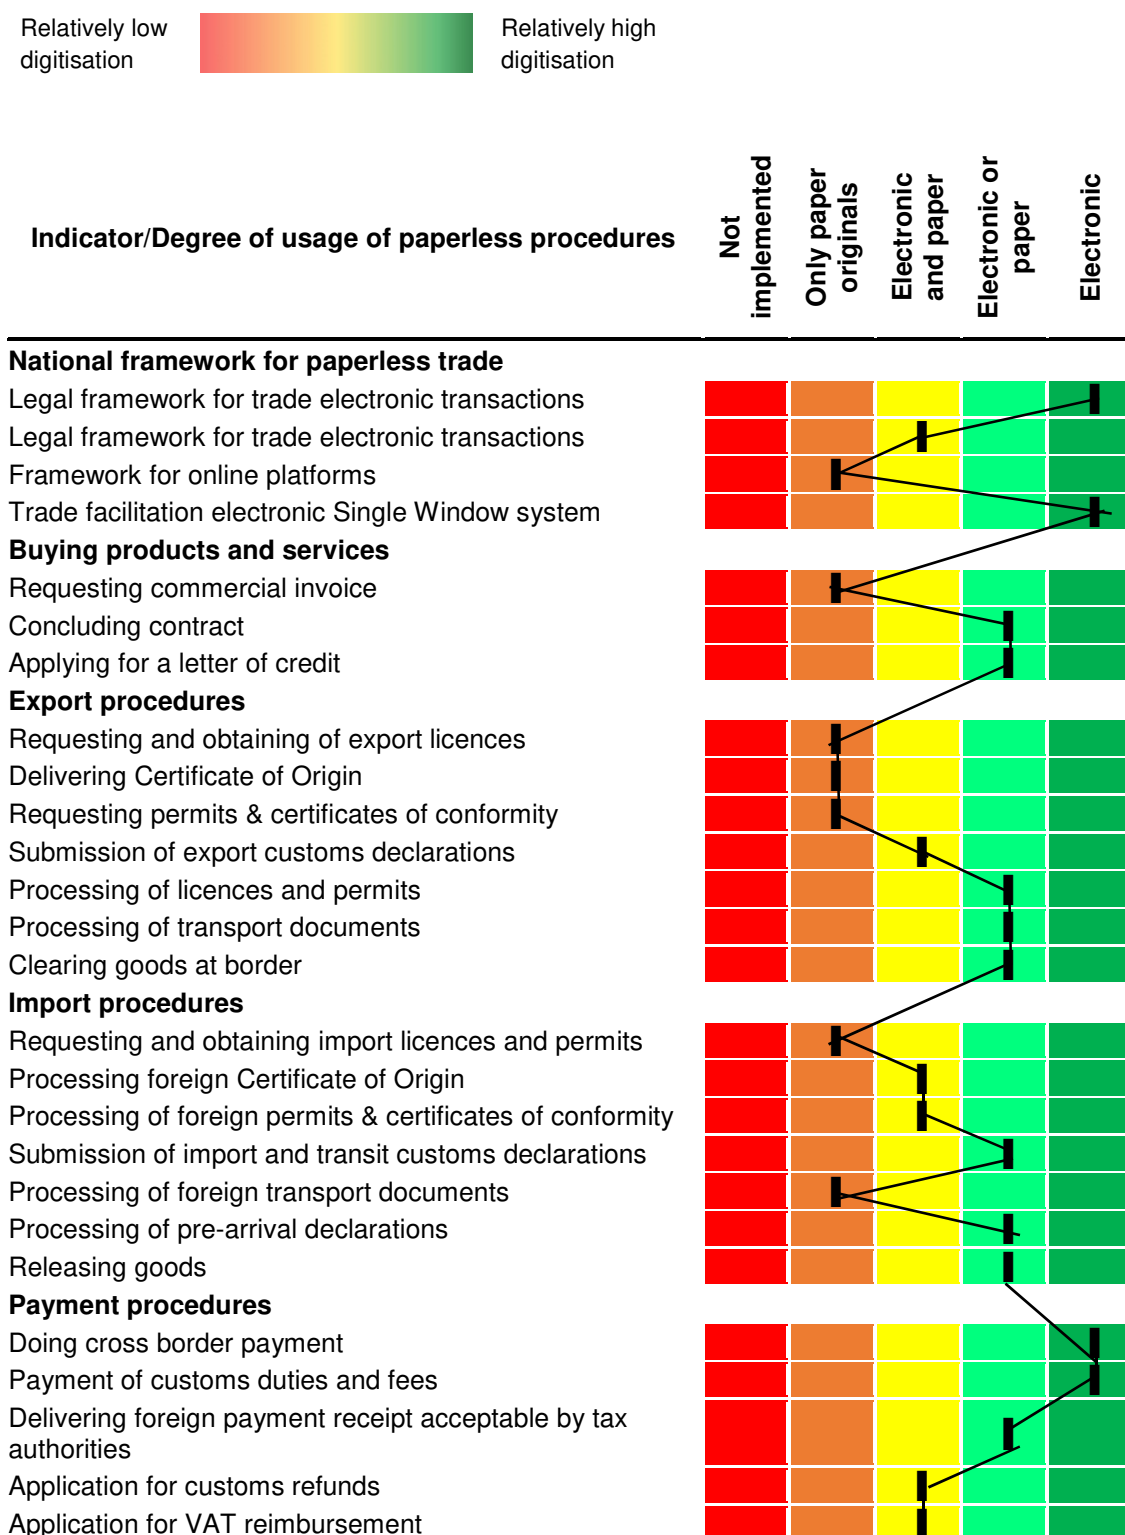 Relatively low
digitisation
Relatively high
digitisation
Indicator/Degree of usage of paperless procedures
Not
implemented
Only paper
originals
Electronic
and paper
Electronic or
paper
Electronic
National framework for paperless trade
Legal framework for trade electronic transactions
Legal framework for trade electronic transactions
Framework for online platforms
Trade facilitation electronic Single Window system
Buying products and services
Requesting commercial invoice
Concluding contract
Applying for a letter of credit
Export procedures
Requesting and obtaining of export licences
Delivering Certificate of Origin
Requesting permits & certificates of conformity
Submission of export customs declarations
Processing of licences and permits
Processing of transport documents
Clearing goods at border
Import procedures
Requesting and obtaining import licences and permits
Processing foreign Certificate of Origin
Processing of foreign permits & certificates of conformity
Submission of import and transit customs declarations
Processing of foreign transport documents
Processing of pre-arrival declarations
Releasing goods
Payment procedures
Doing cross border payment
Payment of customs duties and fees
Delivering foreign payment receipt acceptable by tax
authorities
Application for customs refunds
Application for VAT reimbursement